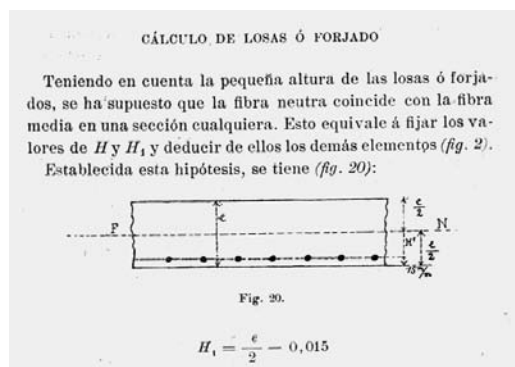 CÁLCULO DE LOSAS Ó FORJADO
Teniendo en cuenta la pequeña altura de las losas ó forja-
dos, se ha supuesto que la fibra neutra coincide con la fibra
media en una sección cualquiera. Esto equivale á fijar los va-
lores de H y H₁ y deducir de ellos los demás elementos (fig. 2).
Establecida esta hipótesis, se tiene (fig. 20):
e/2
F e N
H' e/2
15 m/m
Fig. 20.
H₁ = e/2 — 0,015